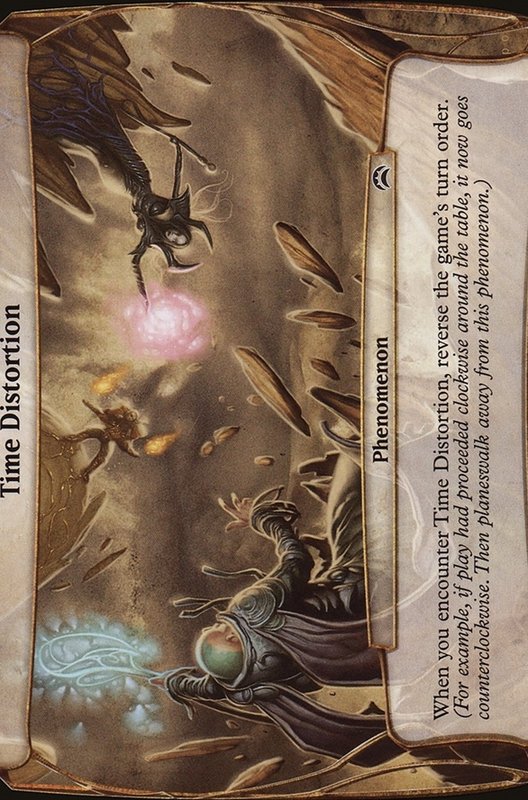 Time Distortion
Phenomenon
When you encounter Time Distortion, reverse the game's turn order.
(For example, if play had proceeded clockwise around the table, it now goes
counterclockwise. Then planeswalk away from this phenomenon.)